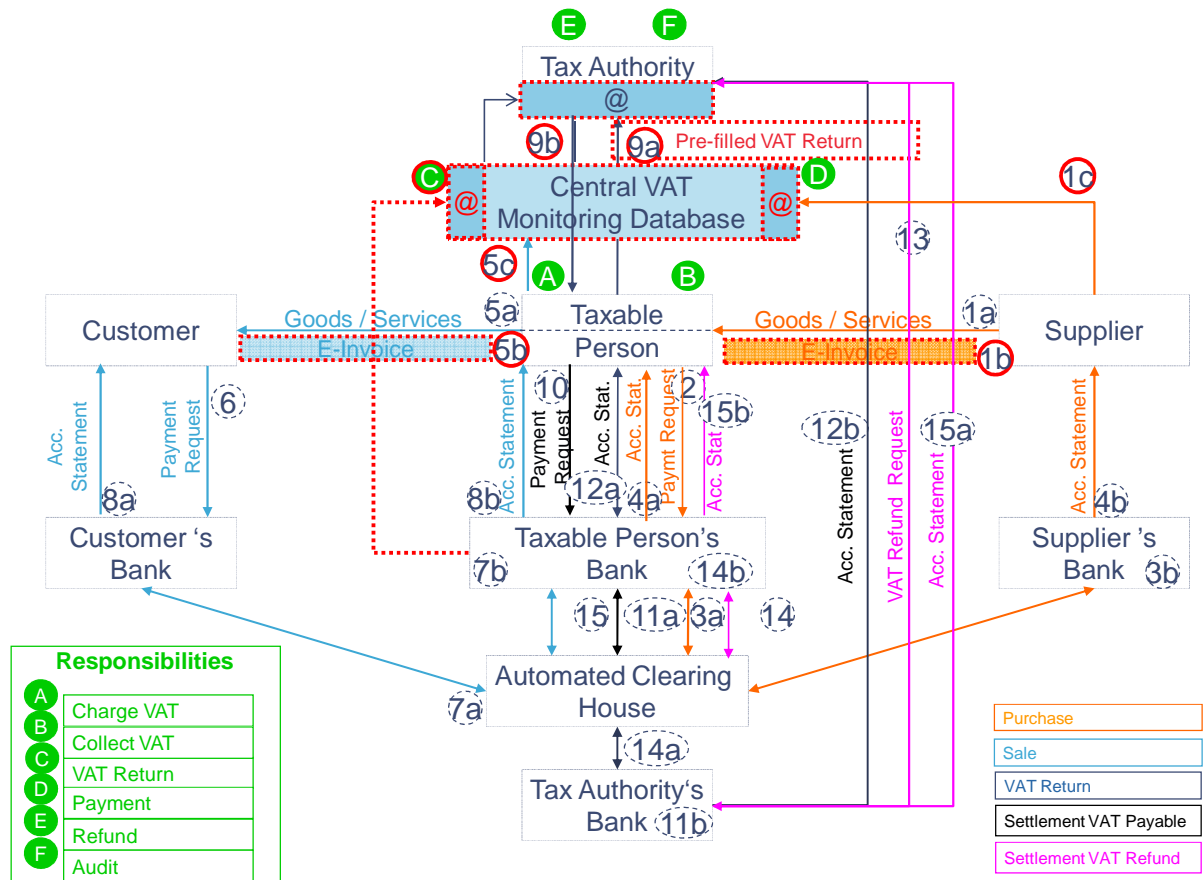 E
F
Tax Authority
@
9b
9a
Pre-filled VAT Return
C
D
1c
@
Central VAT
Monitoring Database
@
13
5c
A
B
5a
1a
Customer
Goods / Services
Taxable
Person
Goods / Services
Supplier
E-Invoice
5b
E-Invoice
1b
6
10
2
15b
12b
15a
Acc.
Statement
Payment
Request
Acc. Statement
Payment
Request
Acc. Stat.
Acc. Stat.
Paymt Request
Acc. Stat
Acc. Statement
VAT Refund Request
Acc. Statement
Acc. Statement
8a
8b
12a
4a
4b
Customer ‘s
Bank
Taxable Person's
Bank
7b
14b
Supplier ’s
Bank
3b
15
11a
3a
14
Automated Clearing
House
7a
14a
Tax Authority‘s
Bank
11b
Responsibilities
A
Charge VAT
B
Collect VAT
C
VAT Return
D
Payment
E
Refund
F
Audit
Purchase
Sale
VAT Return
Settlement VAT Payable
Settlement VAT Refund